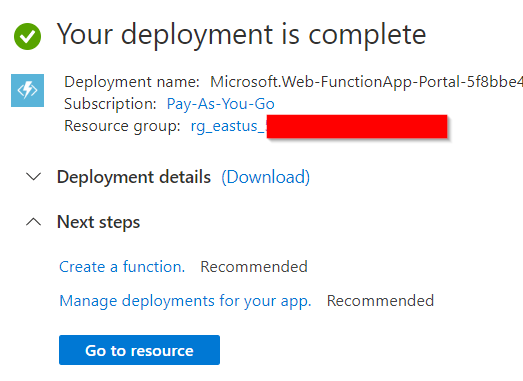 Your deployment is complete
Deployment name: Microsoft.Web-FunctionApp-Portal-5f8bbe4
Subscription: Pay-As-You-Go
Resource group: rg_eastus_
Deployment details (Download)
Next steps
Create a function. Recommended
Manage deployments for your app. Recommended
Go to resource